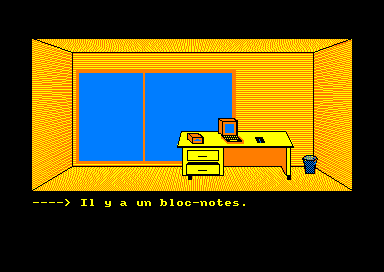 ----> Il y a un bloc-notes.